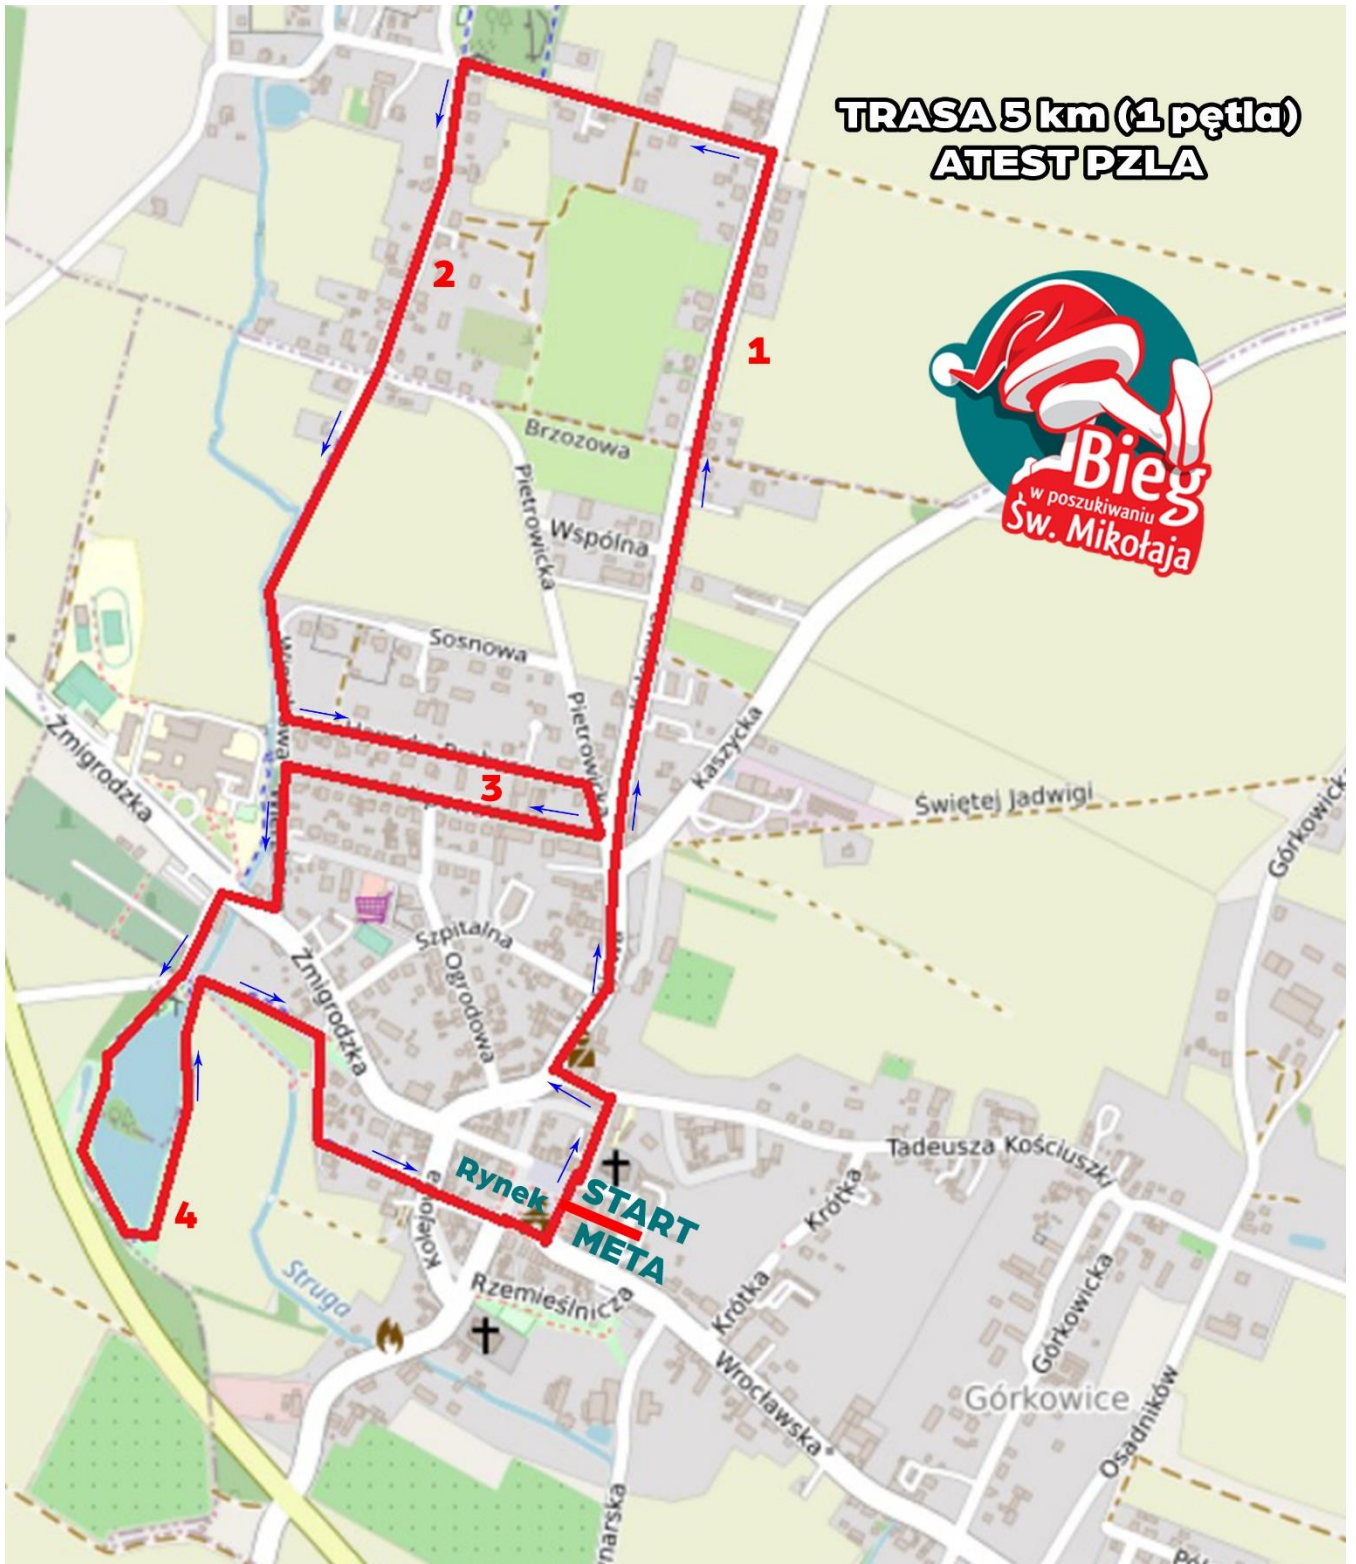 TRASA 5 km (1 pętla)
ATEST PZLA
2
1
Bieg
w poszukiwaniu
Św. Mikołaja
Brzozowa
Pietrowicka
Wspólna
Sosnowa
Pietrowicka
Kaszycka
Żmigrodzka
3
Świętej Jadwigi
Górkowicka
Szpitalna
Ogrodowa
Żmigrodzka
Tadeusza Kościuszki
Rynek
START
META
4
Krótka
Kolejowa
Struga
Rzemieślnicza
Krótka
Górkowicka
Wrocławska
Górkowice
Osadników
narska